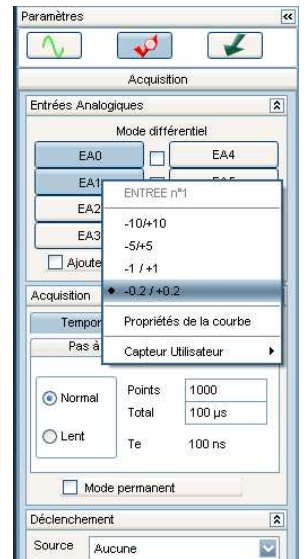 Paramètres
Acquisition
Entrées Analogiques
Mode différentiel
EA0 EA4
EA1
EA2
EA3
Ajoute
ENTREE n°1
-10/+10
-5/+5
-1 / +1
-0.2 / +0.2
Propriétés de la courbe
Capteur Utilisateur
Acquisition
Tempor
Pas à
Normal
Lent
Points 1000
Total 100 µs
Te 100 ns
Mode permanent
Déclenchement
Source Aucune